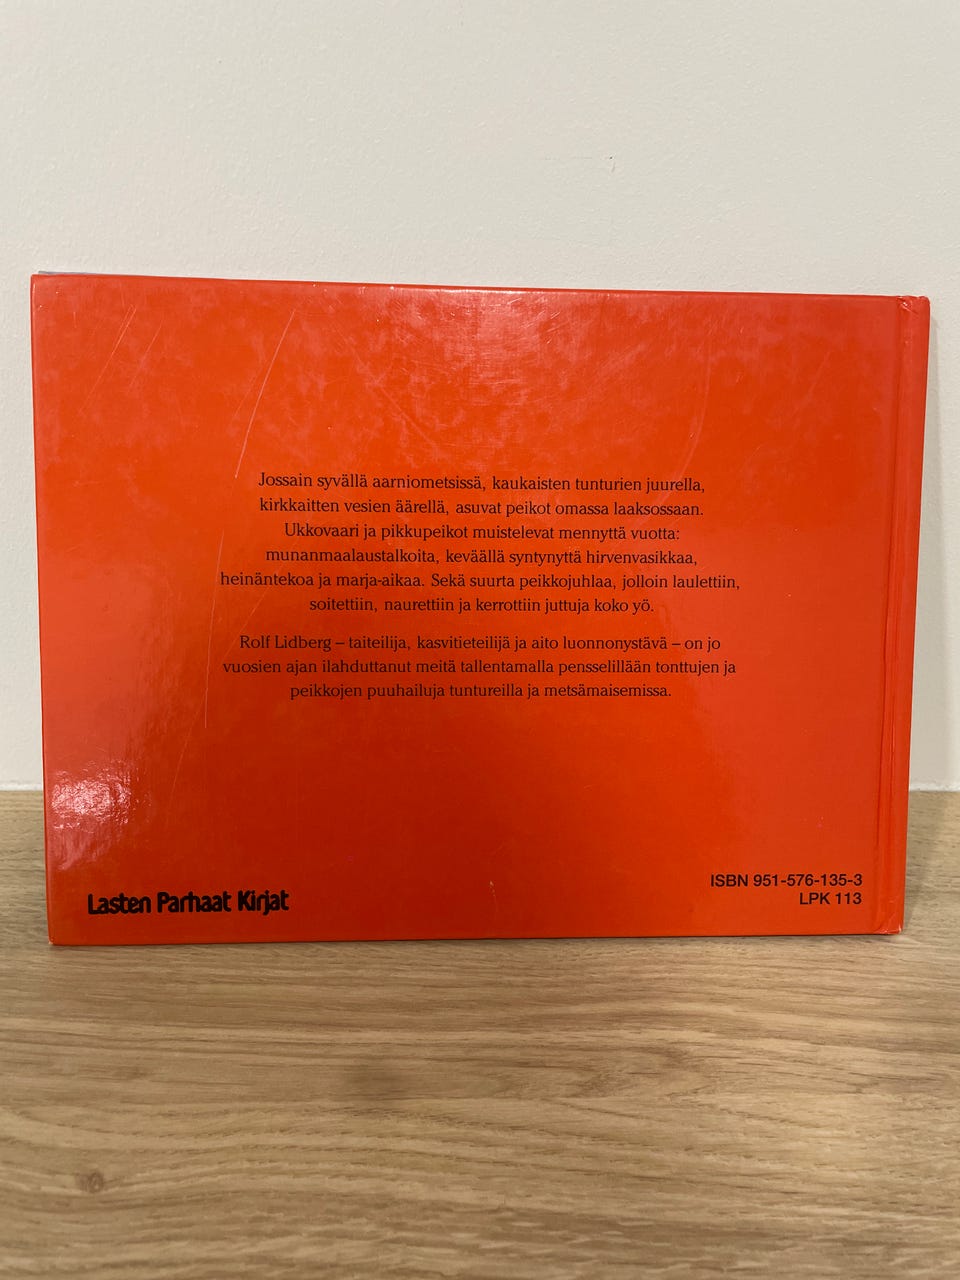 Jossain syvällä aarniometsissä, kaukaisten tunturien juurella,
kirkkaitten vesien äärellä, asuvat peikot omassa laaksossaan.
Ukkovaari ja pikkupeikot muistelevat mennyttä vuotta:
munanmaalaustalkoita, keväällä syntynyttä hirvenvasikkaa,
heinäntekoa ja marja-aikaa. Sekä suurta peikkojuhlaa, jolloin laulettiin,
soitettiin, naurettiin ja kerrottiin juttuja koko yö.
Rolf Lidberg – taiteilija, kasvitieteilijä ja aito luonnonystävä – on jo
vuosien ajan ilahduttanut meitä tallentamalla pensselillään tonttujen ja
peikkojen puuhailuja tuntureilla ja metsämaisemissa.
Lasten Parhaat Kirjat
ISBN 951-576-135-3
LPK 113